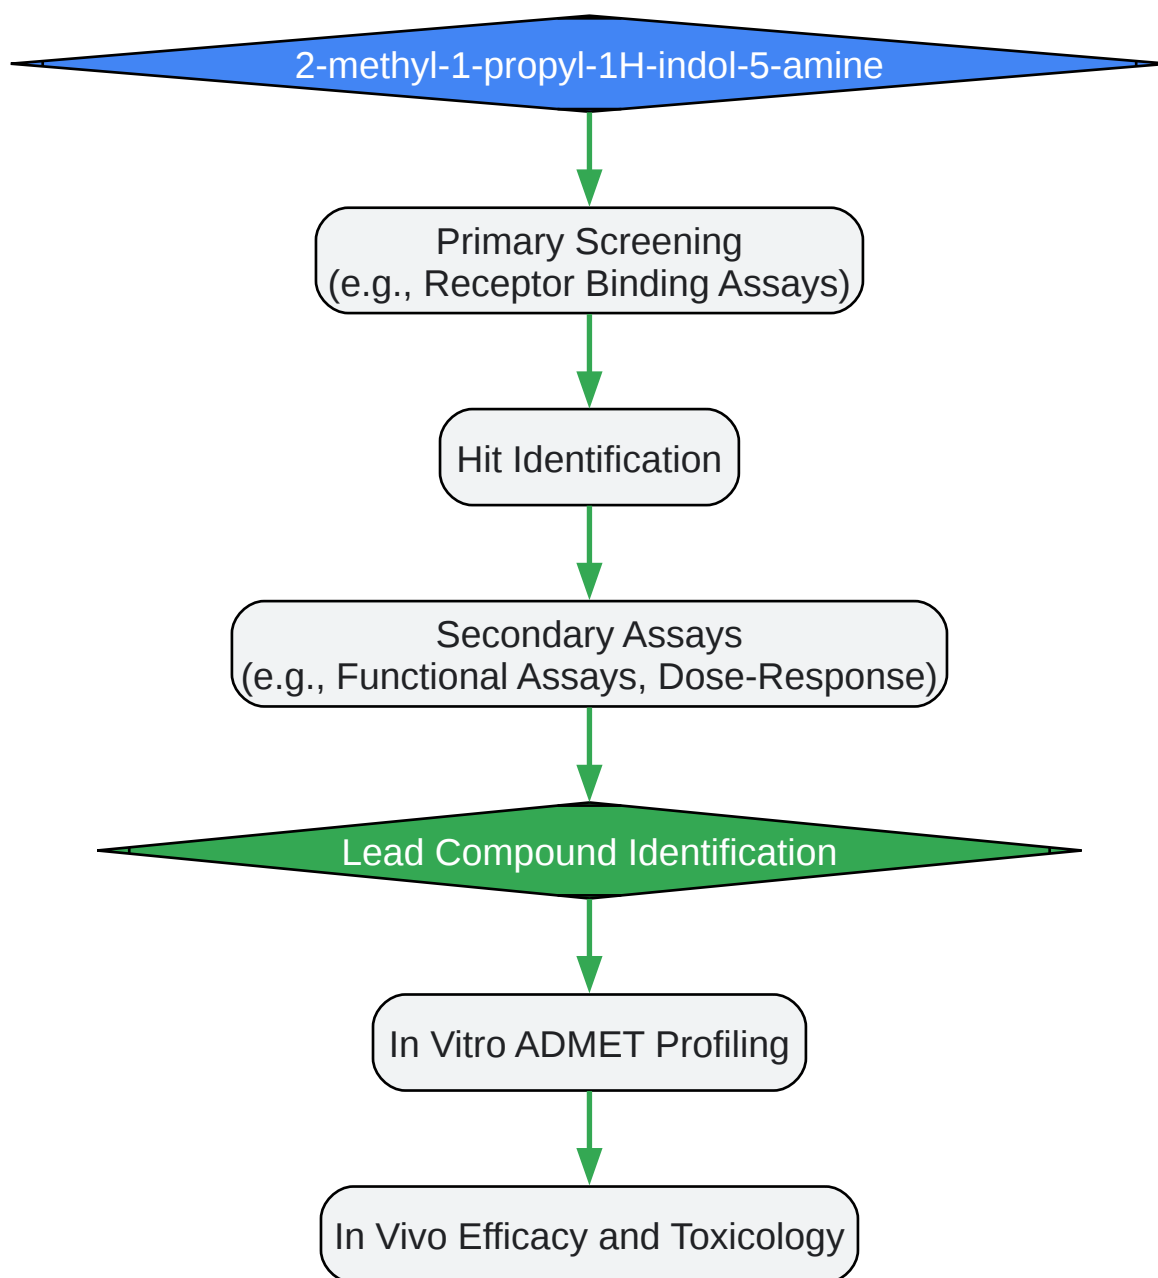 2-methyl-1-propyl-1H-indol-5-amine
Primary Screening
(e.g., Receptor Binding Assays)
Hit Identification
Secondary Assays
(e.g., Functional Assays, Dose-Response)
Lead Compound Identification
In Vitro ADMET Profiling
In Vivo Efficacy and Toxicology